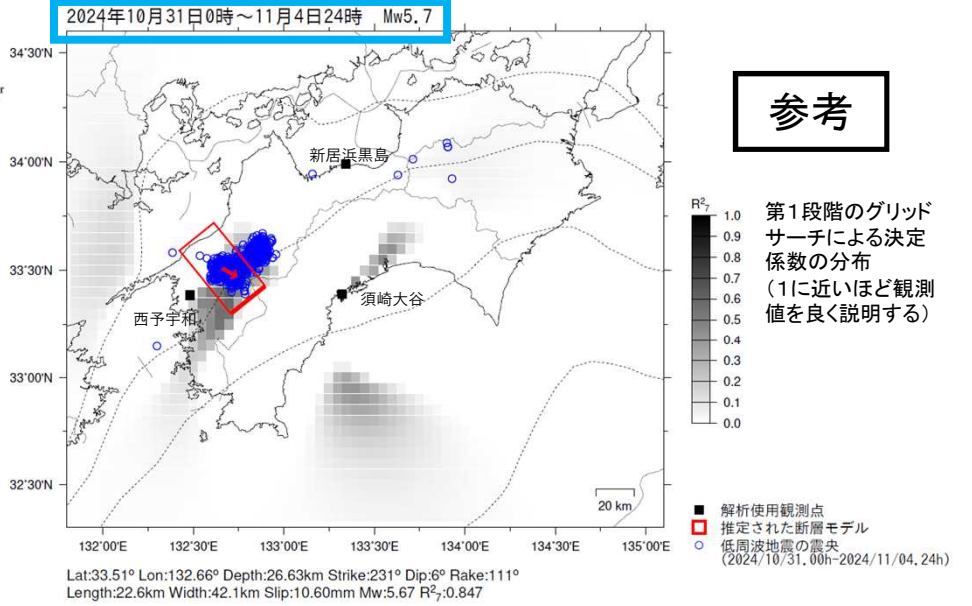 2024年10月31日0時～11月4日24時 Mw5.7
参考
34°30'N
34°00'N
33°30'N
33°00'N
32°30'N
新居浜黒島
須崎大谷
西予宇和
20 km
132°00'E 132°30'E 133°00'E 133°30'E 134°00'E 134°30'E 135°00'E
R²₇
1.0
0.9
0.8
0.7
0.6
0.5
0.4
0.3
0.2
0.1
0.0
第１段階のグリッド
サーチによる決定
係数の分布
（１に近いほど観測
値を良く説明する）
解析使用観測点
推定された断層モデル
低周波地震の震央
(2024/10/31.00h-2024/11/04.24h)
Lat:33.51° Lon:132.66° Depth:26.63km Strike:231° Dip:6° Rake:111°
Length:22.6km Width:42.1km Slip:10.60mm Mw:5.67 R²₇:0.847